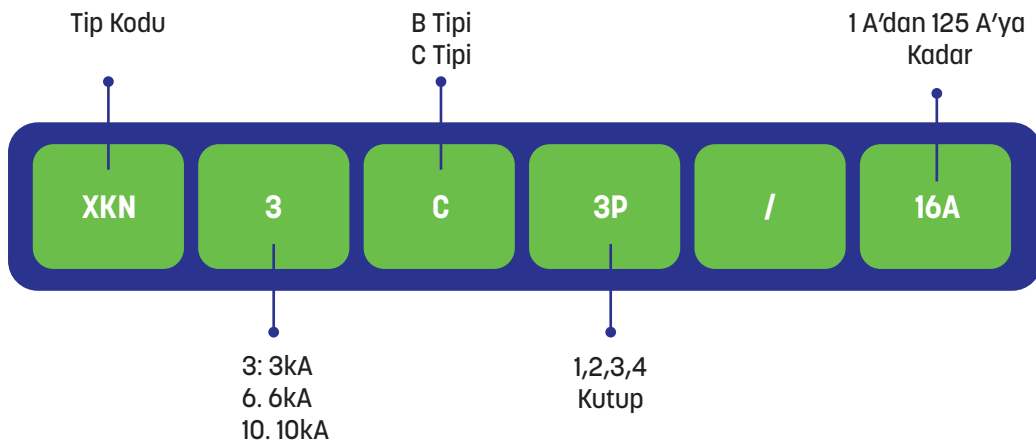 Tip Kodu
B Tipi
C Tipi
1 A’dan 125 A’ya
Kadar
XKN
3
C
3P
/
16A
3: 3kA
6. 6kA
10. 10kA
1,2,3,4
Kutup